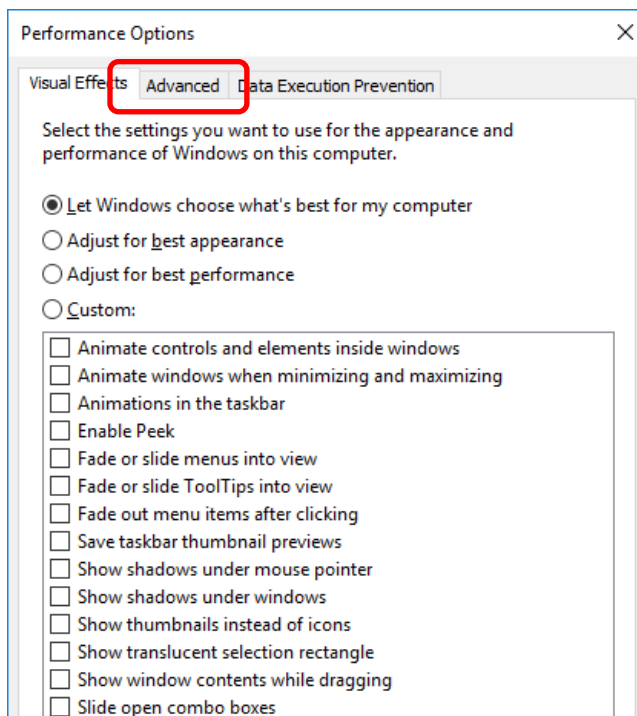 Performance Options
Visual Effects Advanced Data Execution Prevention
Select the settings you want to use for the appearance and
performance of Windows on this computer.
Let Windows choose what's best for my computer
Adjust for best appearance
Adjust for best performance
Custom:
Animate controls and elements inside windows
Animate windows when minimizing and maximizing
Animations in the taskbar
Enable Peek
Fade or slide menus into view
Fade or slide ToolTips into view
Fade out menu items after clicking
Save taskbar thumbnail previews
Show shadows under mouse pointer
Show shadows under windows
Show thumbnails instead of icons
Show translucent selection rectangle
Show window contents while dragging
Slide open combo boxes